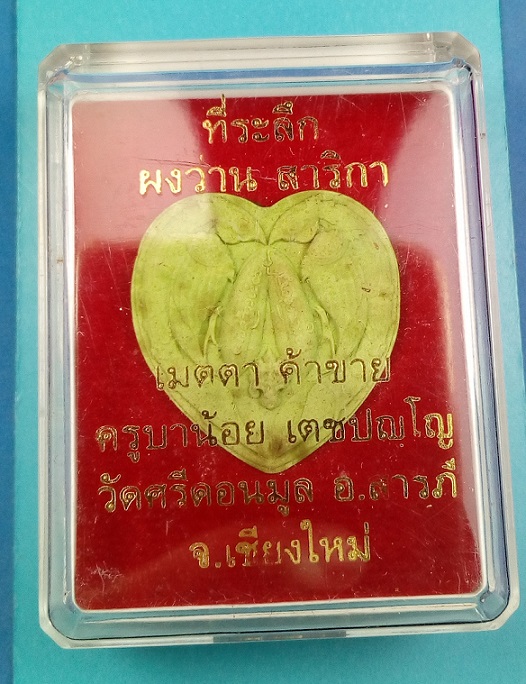 ที่ระลึก
ผงว่าน สาริกา
เมตตา ค้าขาย
ครูบาน้อย เตชปญฺโญ
วัดศรีดอนมูล อ.สารภี
จ.เชียงใหม่